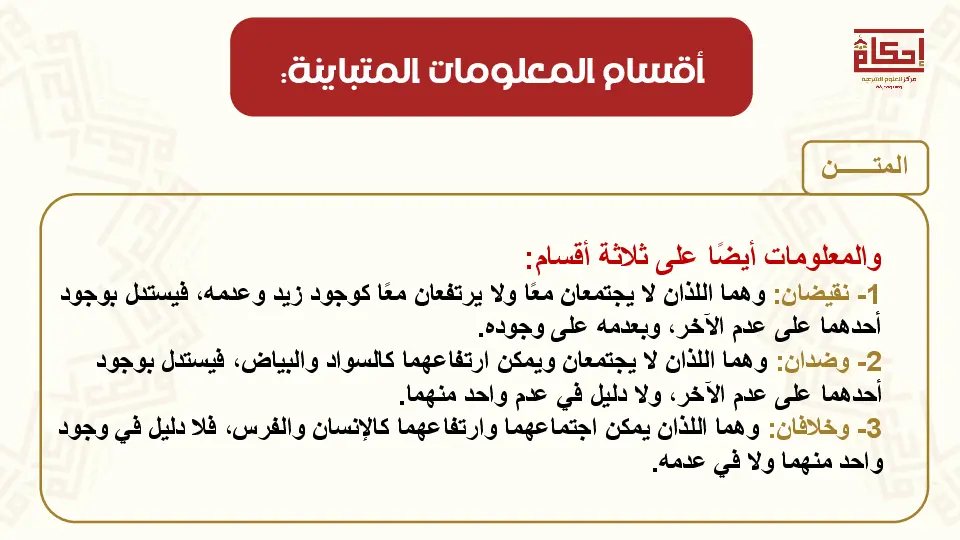 أقسام المعلومات المتباينة:
إحكام
مركز للعلوم الشرعية
المتـــــن
والمعلومات أيضًا على ثلاثة أقسام:
1- نقيضان: وهما اللذان لا يجتمعان معًا ولا يرتفعان معًا كوجود زيد وعدمه، فيستدل بوجود
أحدهما على عدم الآخر، وبعدمه على وجوده.
2- وضدان: وهما اللذان لا يجتمعان ويمكن ارتفاعهما كالسواد والبياض، فيستدل بوجود
أحدهما على عدم الآخر، ولا دليل في عدم واحد منهما.
3- وخلافان: وهما اللذان يمكن اجتماعهما وارتفاعهما كالإنسان والفرس، فلا دليل في وجود
واحد منهما ولا في عدمه.